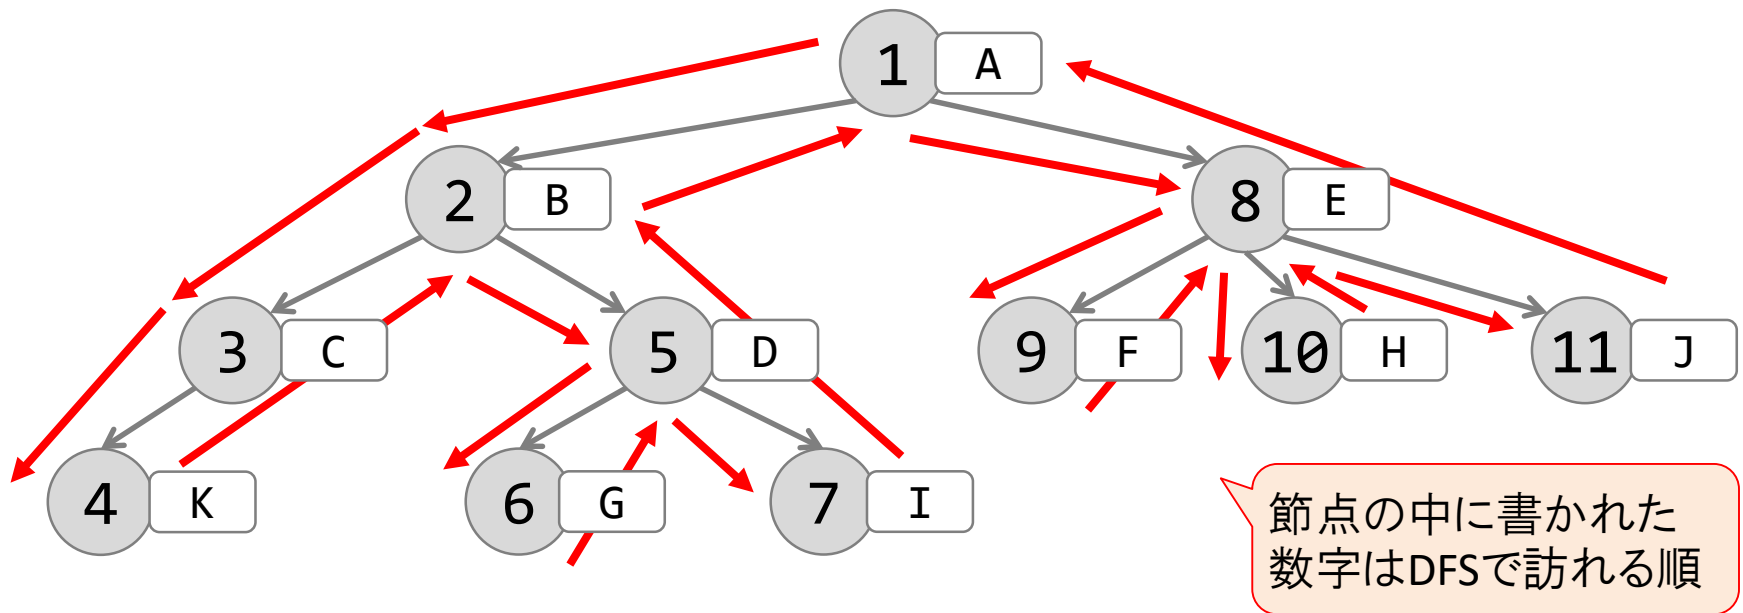 1 A
2 B
8 E
3 C
5 D
9 F
10 H
11 J
4 K
6 G
7 I
節点の中に書かれた
数字はDFSで訪れる順